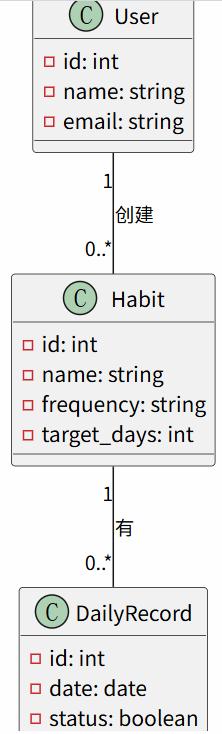 C User
id: int
name: string
email: string
1
创建
0..*
C Habit
id: int
name: string
frequency: string
target_days: int
1
有
0..*
C DailyRecord
id: int
date: date
status: boolean